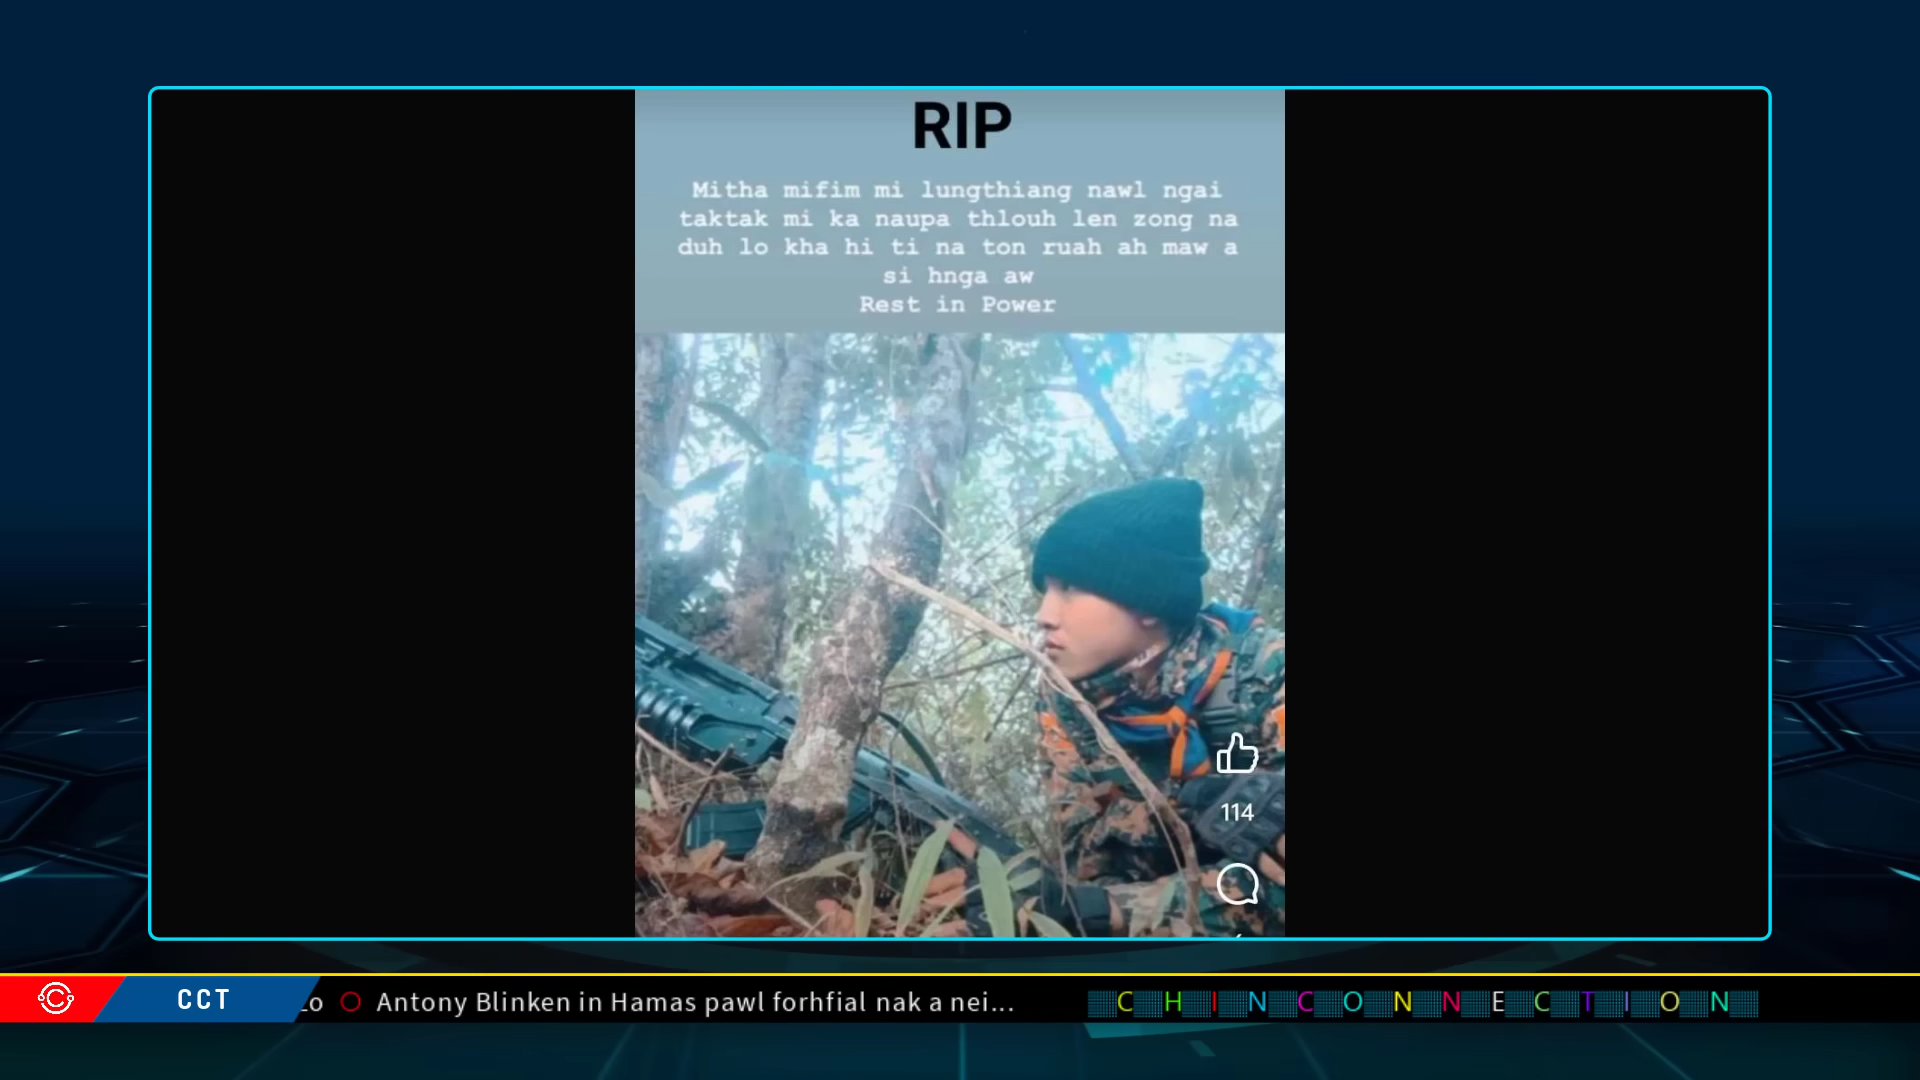 RIP
Mitha mifim mi lungthiang nawl ngai
taktak mi ka naupa thlouh len zong na
duh lo kha hi ti na ton ruah ah maw a
si hnga aw
Rest in Power
114
CCT
Antony Blinken in Hamas pawl forhfial nak a nei...
CHIN CONNECTION